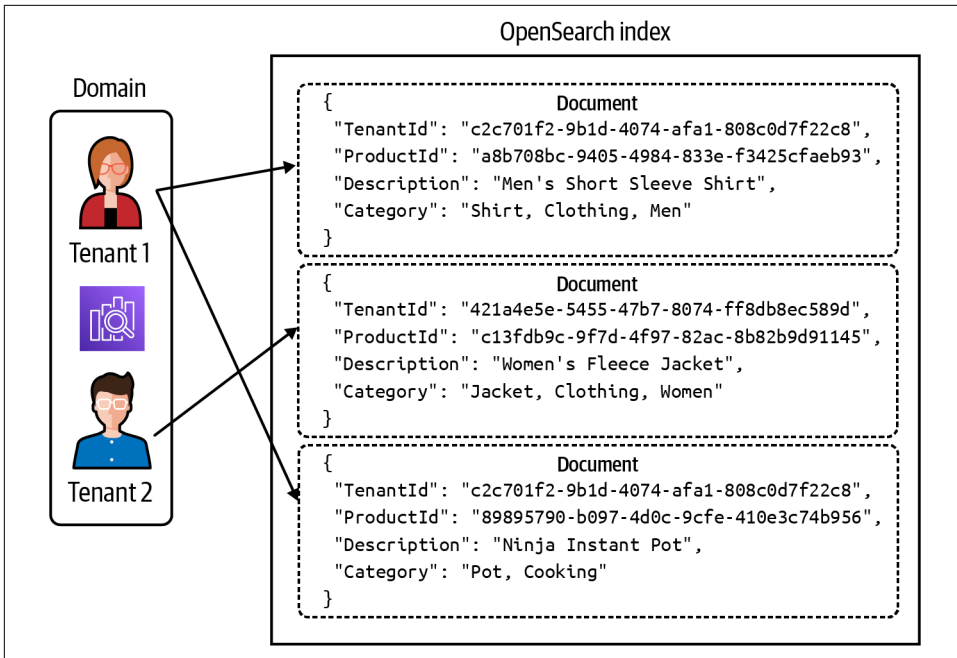 OpenSearch index
Domain
Tenant 1
Tenant 2
Document
{
"TenantId": "c2c701f2-9b1d-4074-afa1-808c0d7f22c8",
"ProductId": "a8b708bc-9405-4984-833e-f3425cfaeb93",
"Description": "Men's Short Sleeve Shirt",
"Category": "Shirt, Clothing, Men"
}
Document
{
"TenantId": "421a4e5e-5455-47b7-8074-ff8db8ec589d",
"ProductId": "c13fdb9c-9f7d-4f97-82ac-8b82b9d91145",
"Description": "Women's Fleece Jacket",
"Category": "Jacket, Clothing, Women"
}
Document
{
"TenantId": "c2c701f2-9b1d-4074-afa1-808c0d7f22c8",
"ProductId": "89895790-b097-4d0c-9cfe-410e3c74b956",
"Description": "Ninja Instant Pot",
"Category": "Pot, Cooking"
}